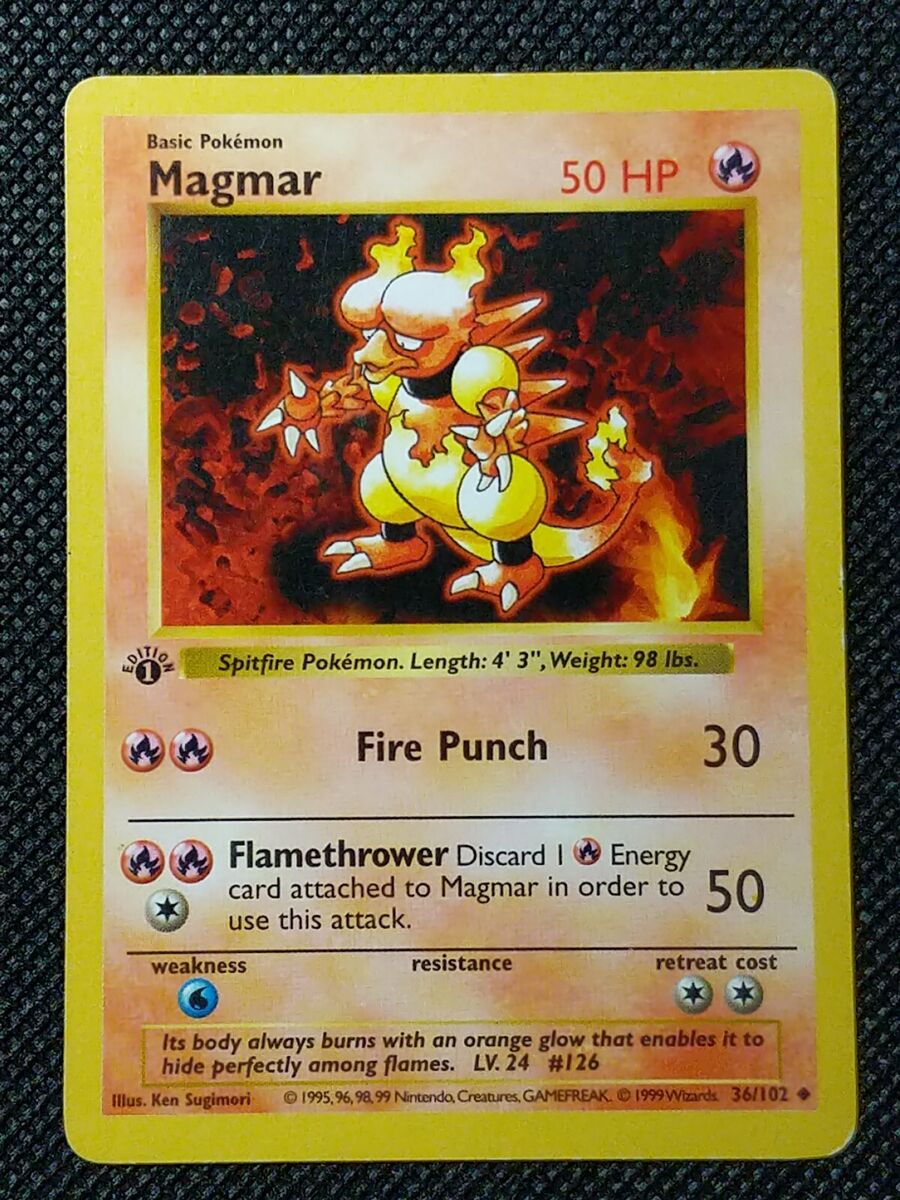 Basic Pokémon
Magmar 50 HP
EDITION 1
Spitfire Pokémon. Length: 4' 3", Weight: 98 lbs.
Fire Punch 30
Flamethrower Discard 1 Energy
card attached to Magmar in order to
use this attack.
50
weakness resistance retreat cost
Its body always burns with an orange glow that enables it to
hide perfectly among flames. LV. 24 #126
Illus. Ken Sugimori © 1995, 96, 98, 99 Nintendo, Creatures, GAMEFREAK. © 1999 Wizards. 36/102